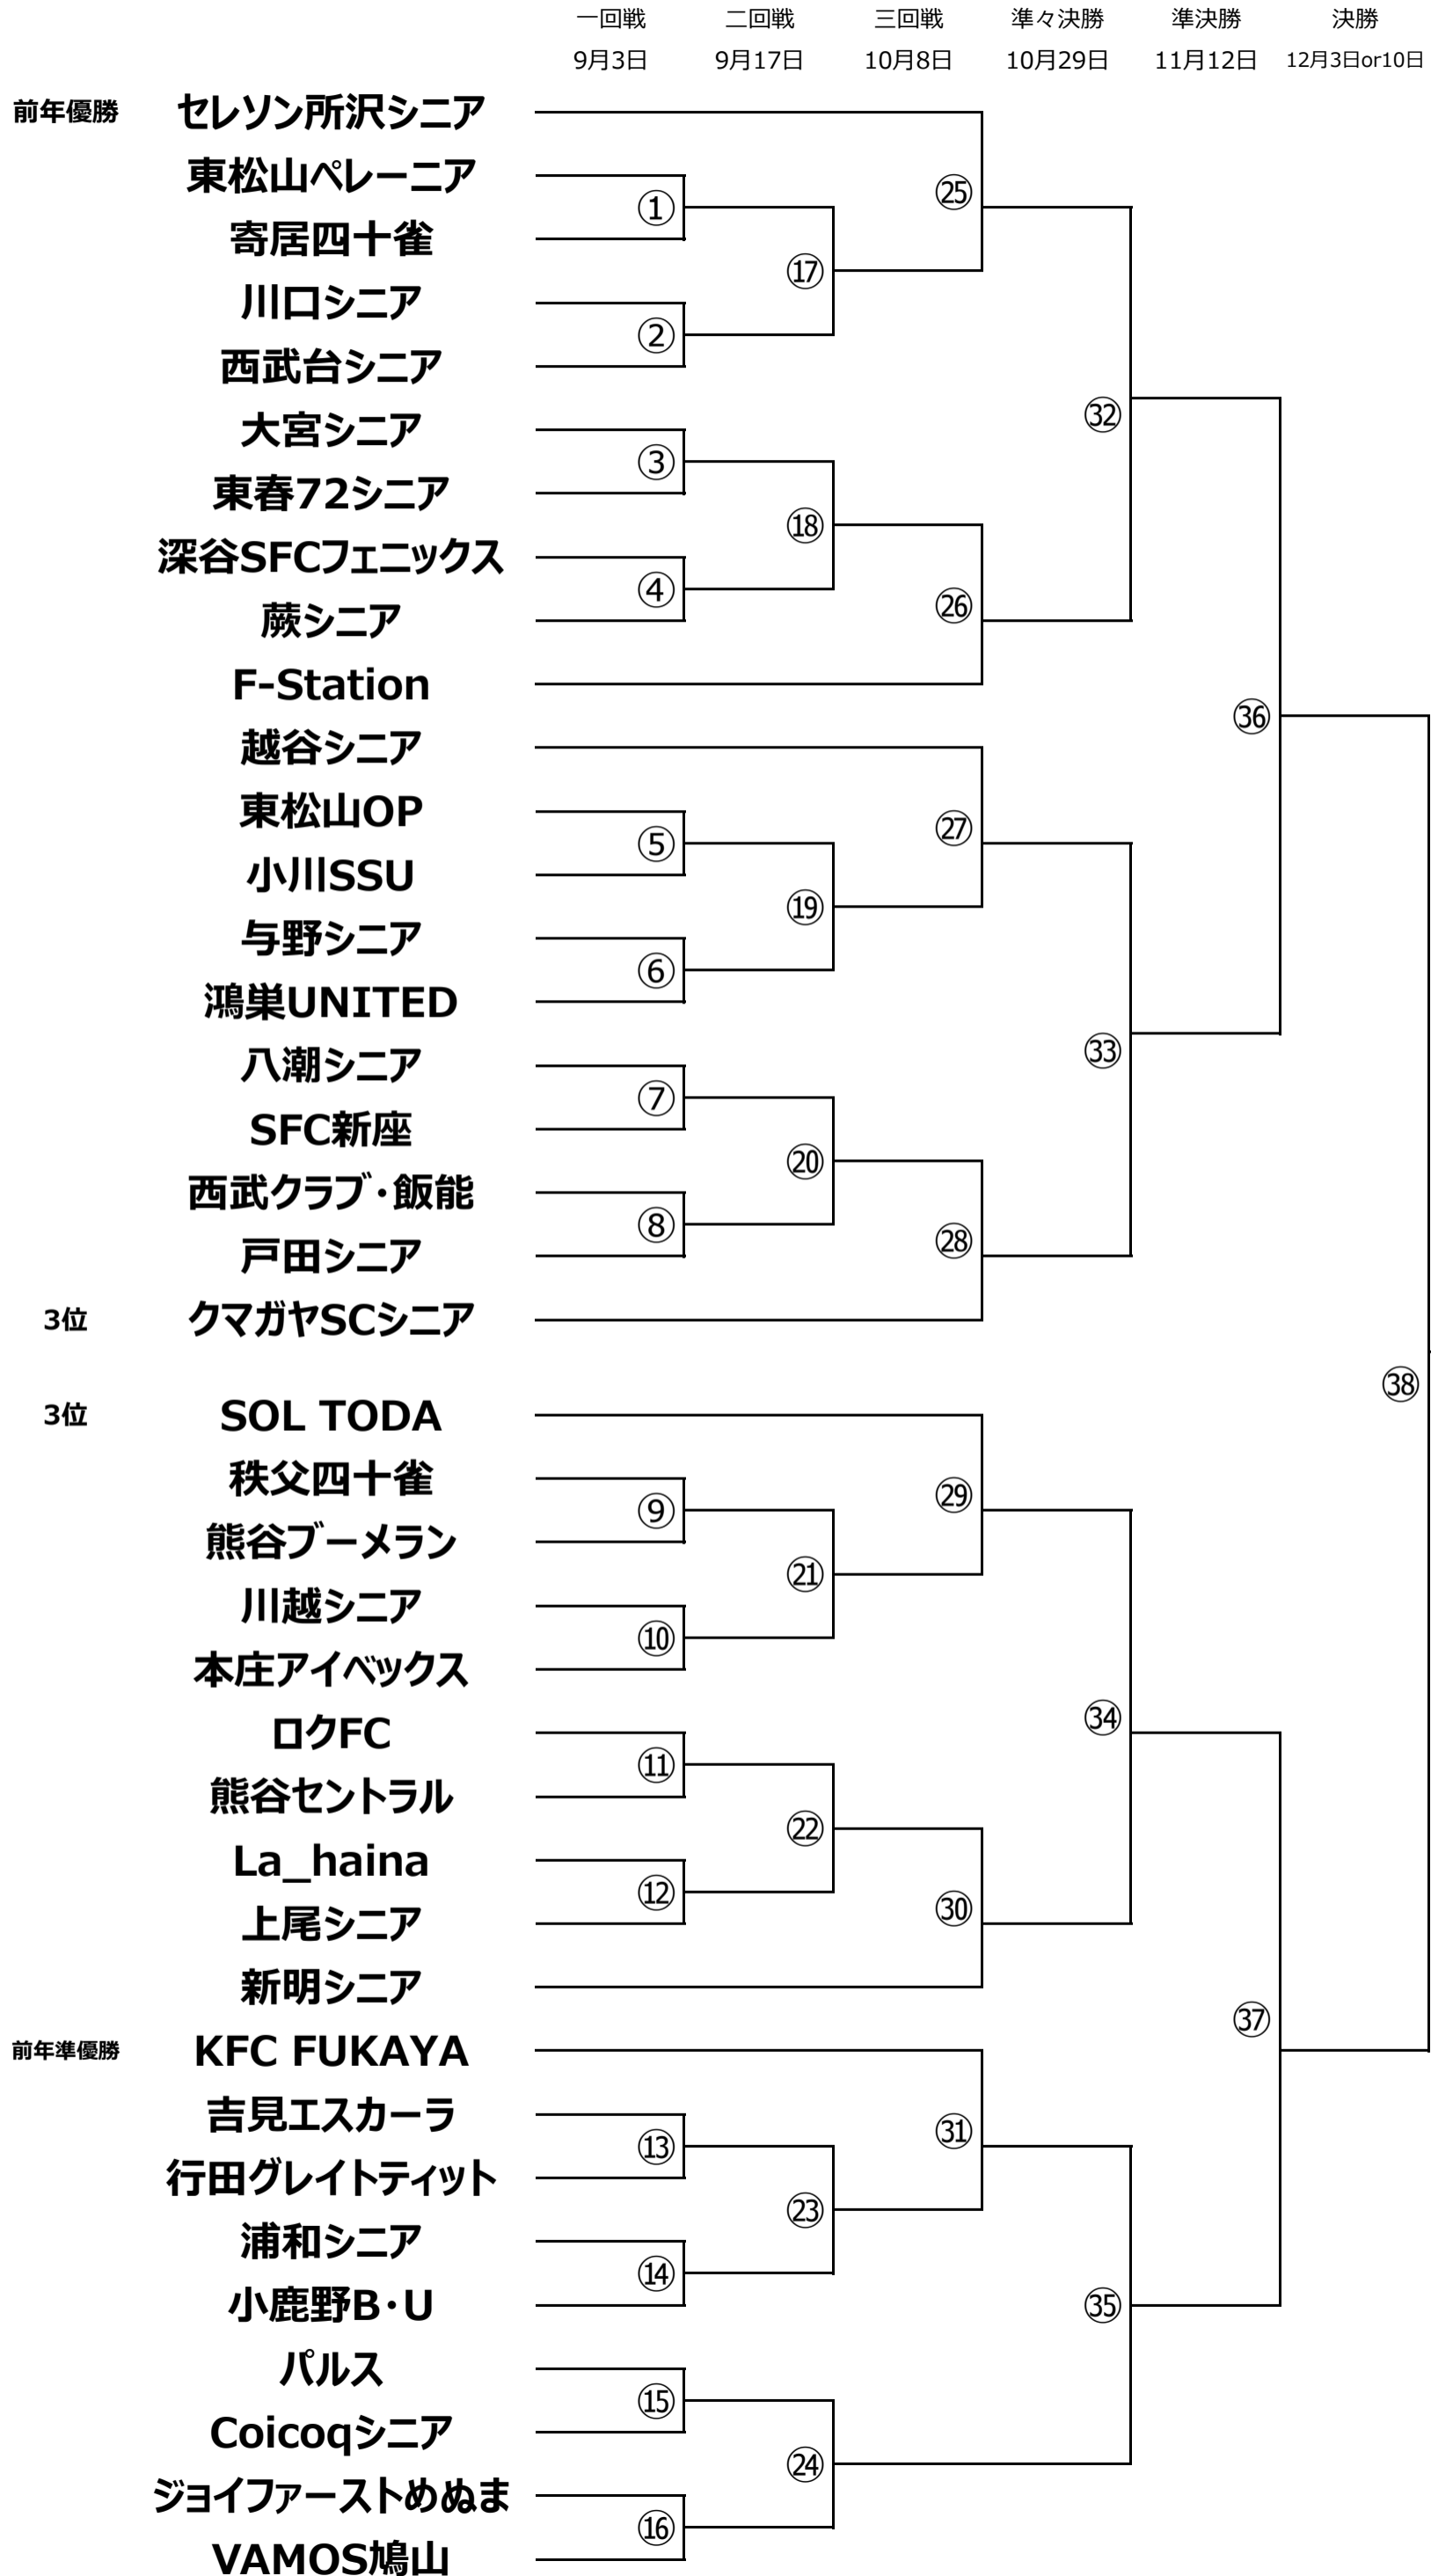 一回戦 二回戦 三回戦 準々決勝 準決勝 決勝
9月3日 9月17日 10月8日 10月29日 11月12日 12月3日or10日
前年優勝 セレソン所沢シニア
東松山ペレーニア
㉕
①
寄居四十雀
⑰
川口シニア
②
西武台シニア
㉜
大宮シニア
③
東春72シニア
⑱
深谷SFCフェニックス
④
㉖
蕨シニア
F-Station
㊱
越谷シニア
東松山OP
㉗
⑤
小川SSU
⑲
与野シニア
⑥
鴻巣UNITED
㉝
八潮シニア
⑦
SFC新座
⑳
西武クラブ・飯能
⑧
㉘
戸田シニア
3位 クマガヤSCシニア
㊳
3位 SOL TODA
秩父四十雀
㉙
⑨
熊谷ブーメラン
㉑
川越シニア
⑩
本庄アイベックス
㉞
ロクFC
⑪
熊谷セントラル
㉒
La_haina
⑫
㉚
上尾シニア
新明シニア
㊲
前年準優勝 KFC FUKAYA
吉見エスカーラ
㉛
⑬
行田グレイトティット
㉓
浦和シニア
⑭
小鹿野B・U
㉟
パルス
⑮
Coicoqシニア
㉔
ジョイファーストめぬま
⑯
VAMOS鳩山